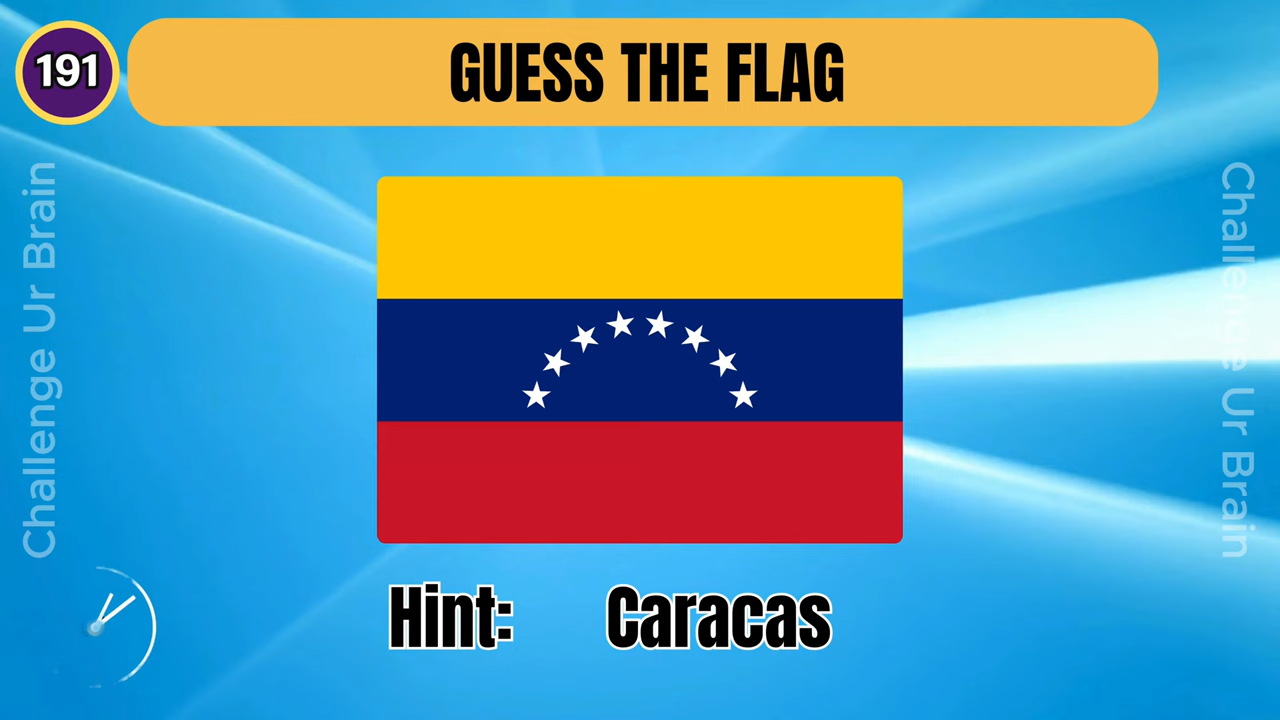 191
GUESS THE FLAG
Challenge Ur Brain
Challenge Ur Brain
Hint: Caracas